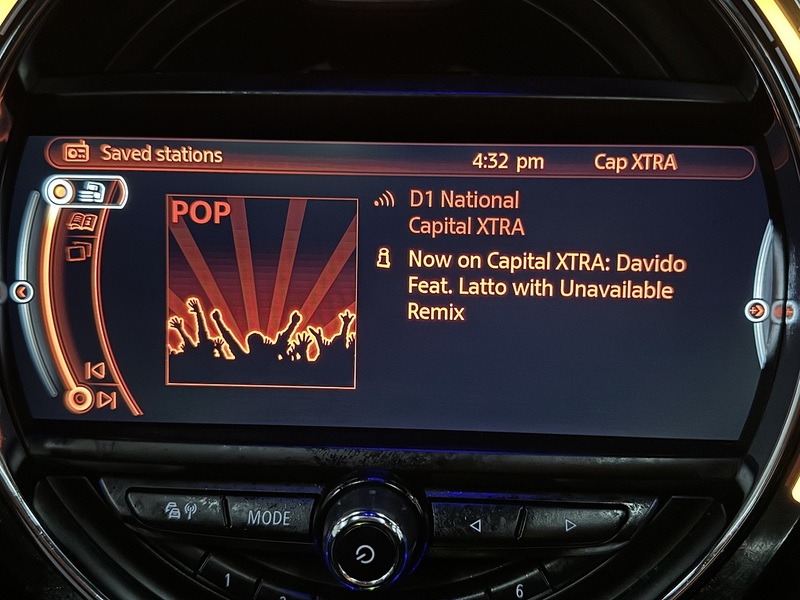 Saved stations 4:32 pm Cap XTRA
POP
D1 National
Capital XTRA
Now on Capital XTRA: Davido
Feat. Latto with Unavailable
Remix
MODE
1
6